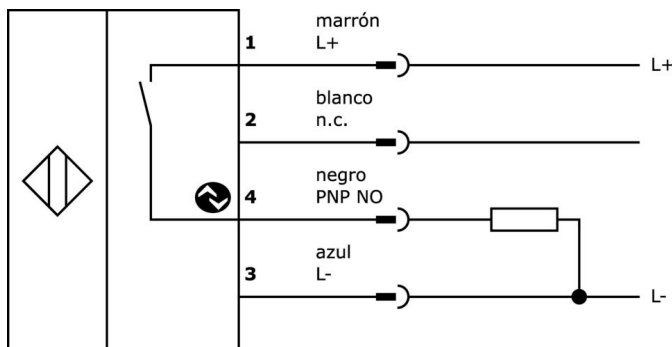 marrón
1 L+
L+
blanco
2 n.c.
negro
4 PNP NO
azul
3 L-
L-